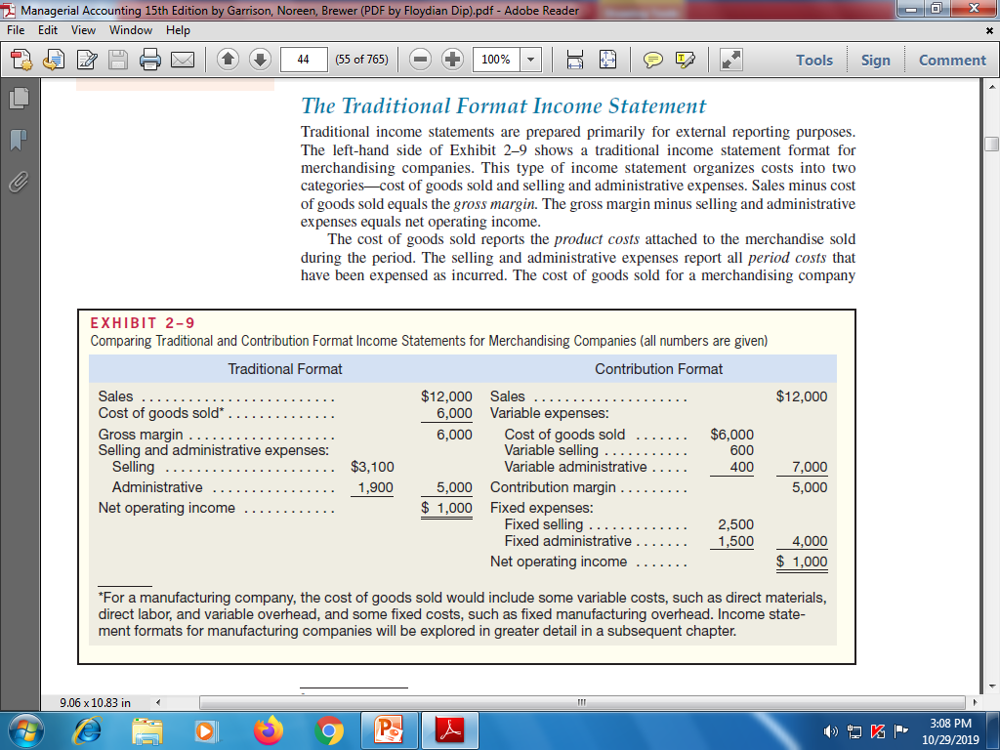 Managerial Accounting 15th Edition by Garrison, Noreen, Brewer (PDF by Floydian Dip).pdf - Adobe Reader
File Edit View Window Help
44 (55 of 765) 100% Tools Sign Comment
The Traditional Format Income Statement
Traditional income statements are prepared primarily for external reporting purposes.
The left-hand side of Exhibit 2–9 shows a traditional income statement format for
merchandising companies. This type of income statement organizes costs into two
categories—cost of goods sold and selling and administrative expenses. Sales minus cost
of goods sold equals the gross margin. The gross margin minus selling and administrative
expenses equals net operating income.
The cost of goods sold reports the product costs attached to the merchandise sold
during the period. The selling and administrative expenses report all period costs that
have been expensed as incurred. The cost of goods sold for a merchandising company
EXHIBIT 2–9
Comparing Traditional and Contribution Format Income Statements for Merchandising Companies (all numbers are given)
Traditional Format
Sales . . . . . . . . . . . . . . . . . . . . . . . . . $12,000
Cost of goods sold* . . . . . . . . . . . . . . 6,000
Gross margin . . . . . . . . . . . . . . . . . . . 6,000
Selling and administrative expenses:
Selling . . . . . . . . . . . . . . . . . . . . . . $3,100
Administrative . . . . . . . . . . . . . . . . 1,900 5,000
Net operating income . . . . . . . . . . . . $ 1,000
Contribution Format
Sales . . . . . . . . . . . . . . . . . . . . $12,000
Variable expenses:
Cost of goods sold . . . . . . . $6,000
Variable selling . . . . . . . . . . . 600
Variable administrative . . . . . 400 7,000
Contribution margin . . . . . . . . . 5,000
Fixed expenses:
Fixed selling . . . . . . . . . . . . . 2,500
Fixed administrative . . . . . . . 1,500 4,000
Net operating income . . . . . . . $ 1,000
*For a manufacturing company, the cost of goods sold would include some variable costs, such as direct materials,
direct labor, and variable overhead, and some fixed costs, such as fixed manufacturing overhead. Income state-
ment formats for manufacturing companies will be explored in greater detail in a subsequent chapter.
9.06 x 10.83 in
3:08 PM
10/29/2019